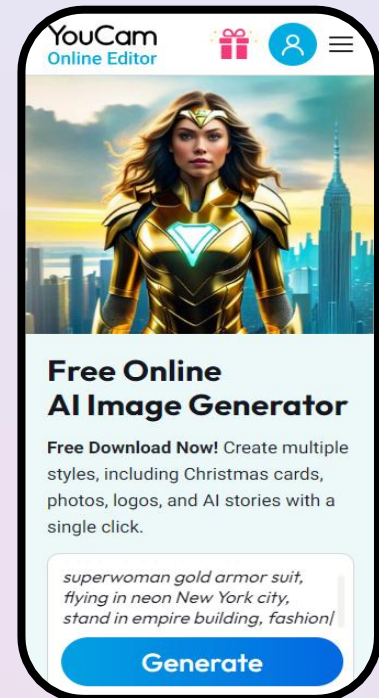 YouCam
Online Editor
Free Online
AI Image Generator
Free Download Now! Create multiple
styles, including Christmas cards,
photos, logos, and AI stories with a
single click.
superwoman gold armor suit,
flying in neon New York city,
stand in empire building, fashion|
Generate